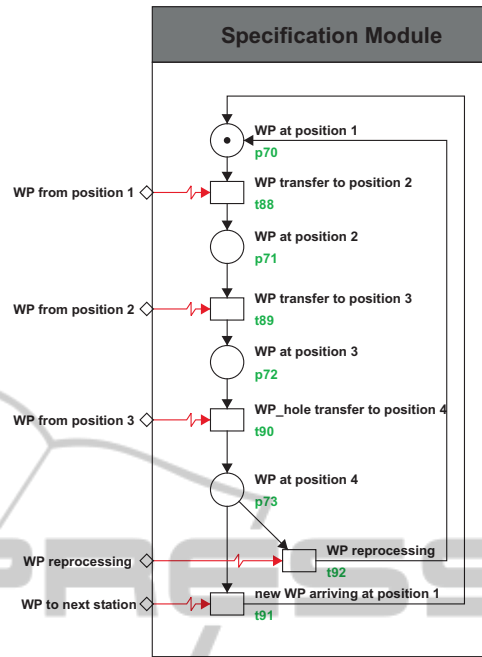 Specification Module
WP at position 1
p70
WP from position 1
WP transfer to position 2
t88
WP at position 2
p71
WP from position 2
WP transfer to position 3
t89
WP at position 3
p72
WP from position 3
WP_hole transfer to position 4
t90
WP at position 4
p73
WP reprocessing
WP reprocessing
t92
WP to next station
new WP arriving at position 1
t91